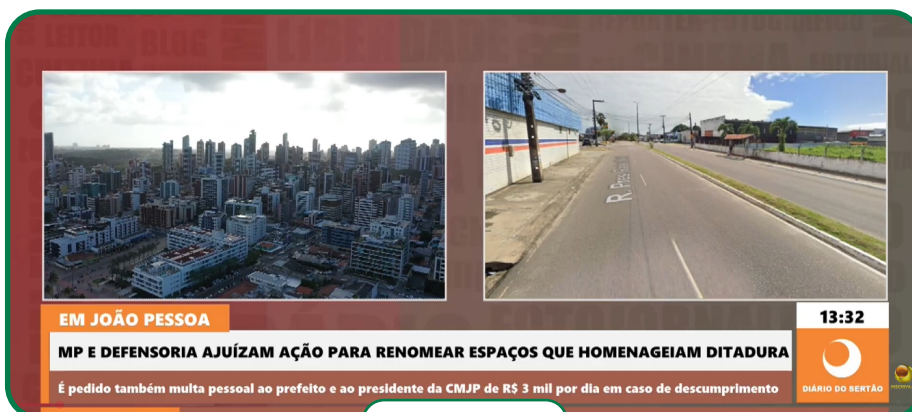 R. Pres
EM JOÃO PESSOA
13:32
MP E DEFENSORIA AJUÍZAM AÇÃO PARA RENOMEAR ESPAÇOS QUE HOMENAGEIAM DITADURA
É pedido também multa pessoal ao prefeito e ao presidente da CMJP de R$ 3 mil por dia em caso de descumprimento
DIÁRIO DO SERTÃO